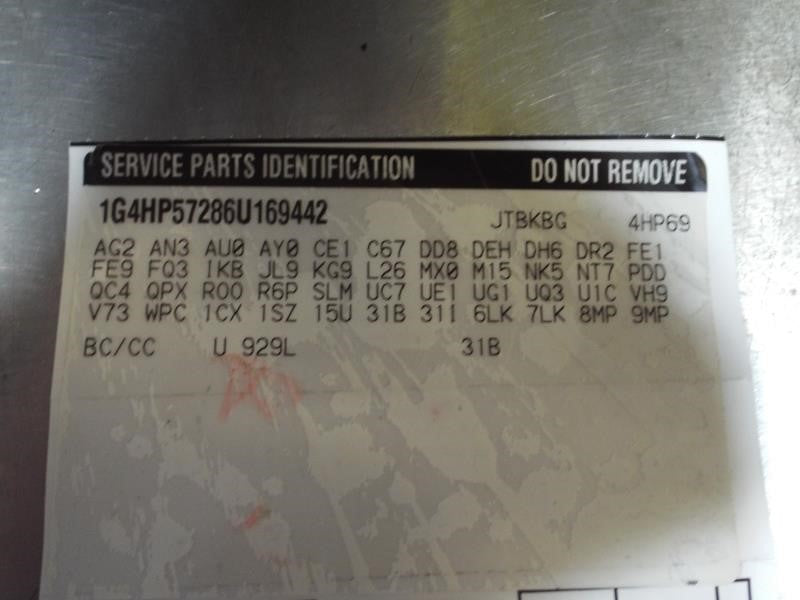 SERVICE PARTS IDENTIFICATION DO NOT REMOVE
1G4HP57286U169442 JTBKBG 4HP69
AG2 AN3 AU0 AY0 CE1 C67 DD8 DEH DH6 DR2 FE1
FE9 FQ3 IKB JL9 KG9 L26 MX0 M15 NK5 NT7 PDD
QC4 QPX R00 R6P SLM UC7 UE1 UG1 UQ3 U1C VH9
V73 WPC 1CX 1SZ 15U 31B 31I 6LK 7LK 8MP 9MP
BC/CC U 929L 31B